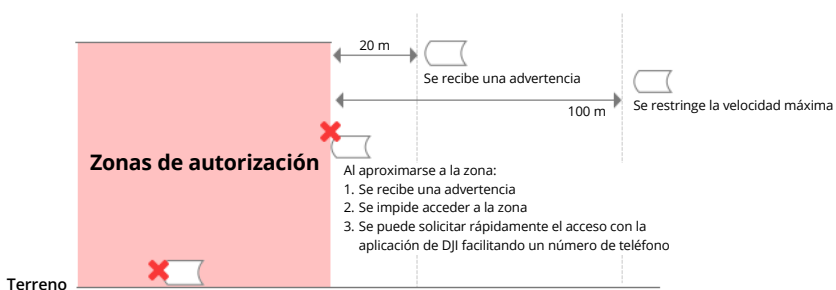 20 m
Se recibe una advertencia
100 m
Se restringe la velocidad máxima
Zonas de autorización
Al aproximarse a la zona:
1. Se recibe una advertencia
2. Se impide acceder a la zona
3. Se puede solicitar rápidamente el acceso con la
aplicación de DJI facilitando un número de teléfono
Terreno